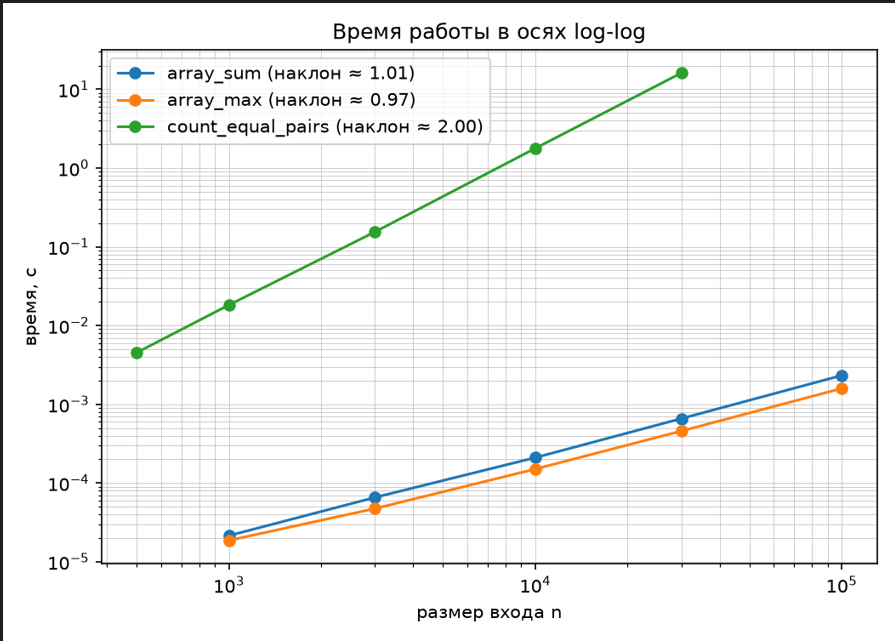 Время работы в осях log-log
array_sum (наклон ≈ 1.01)
array_max (наклон ≈ 0.97)
count_equal_pairs (наклон ≈ 2.00)
время, с
10¹
10⁰
10⁻¹
10⁻²
10⁻³
10⁻⁴
10⁻⁵
10³ 10⁴ 10⁵
размер входа n